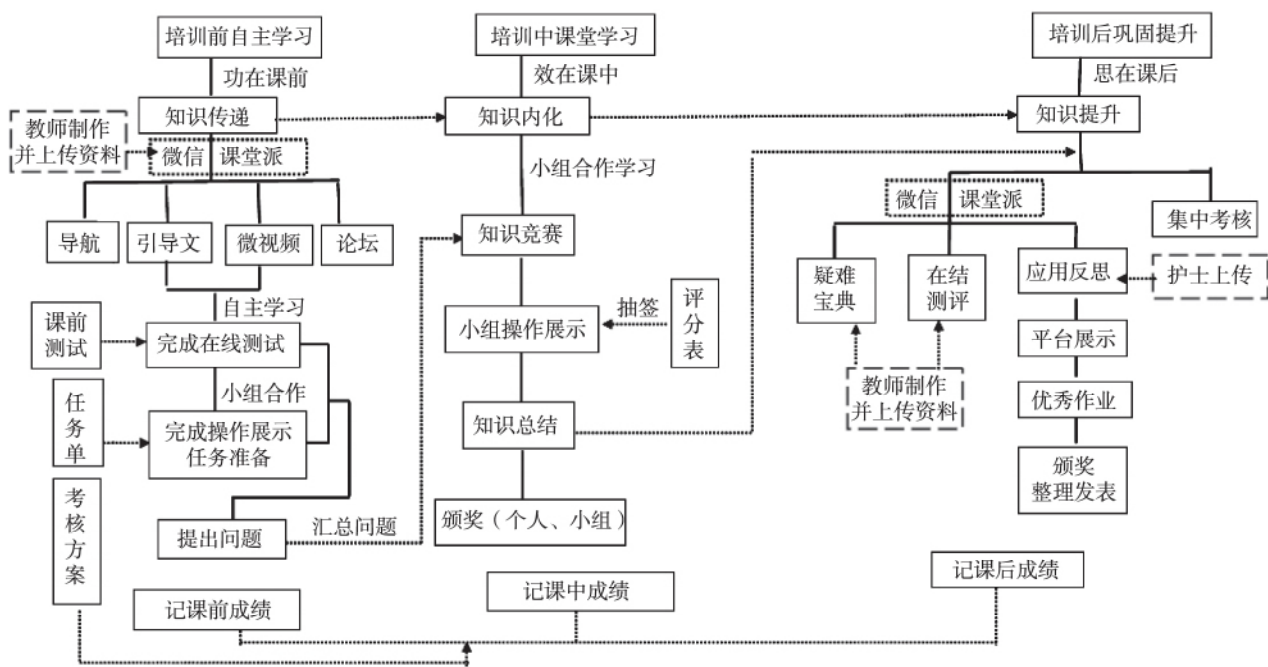 培训前自主学习
功在课前
知识传递
教师制作
并上传资料
微信 课堂派
导航
引导文
微视频
论坛
自主学习
课前
测试
完成在线测试
小组合作
任务单
完成操作展示
任务准备
考核方案
提出问题
汇总问题
记课前成绩
培训中课堂学习
效在课中
知识内化
小组合作学习
知识竞赛
小组操作展示
抽签
评分表
知识总结
颁奖（个人、小组）
记课中成绩
培训后巩固提升
思在课后
知识提升
微信 课堂派
集中考核
疑难
宝典
在结
测评
应用反思
护士上传
教师制作
并上传资料
平台展示
优秀作业
颁奖
整理发表
记课后成绩